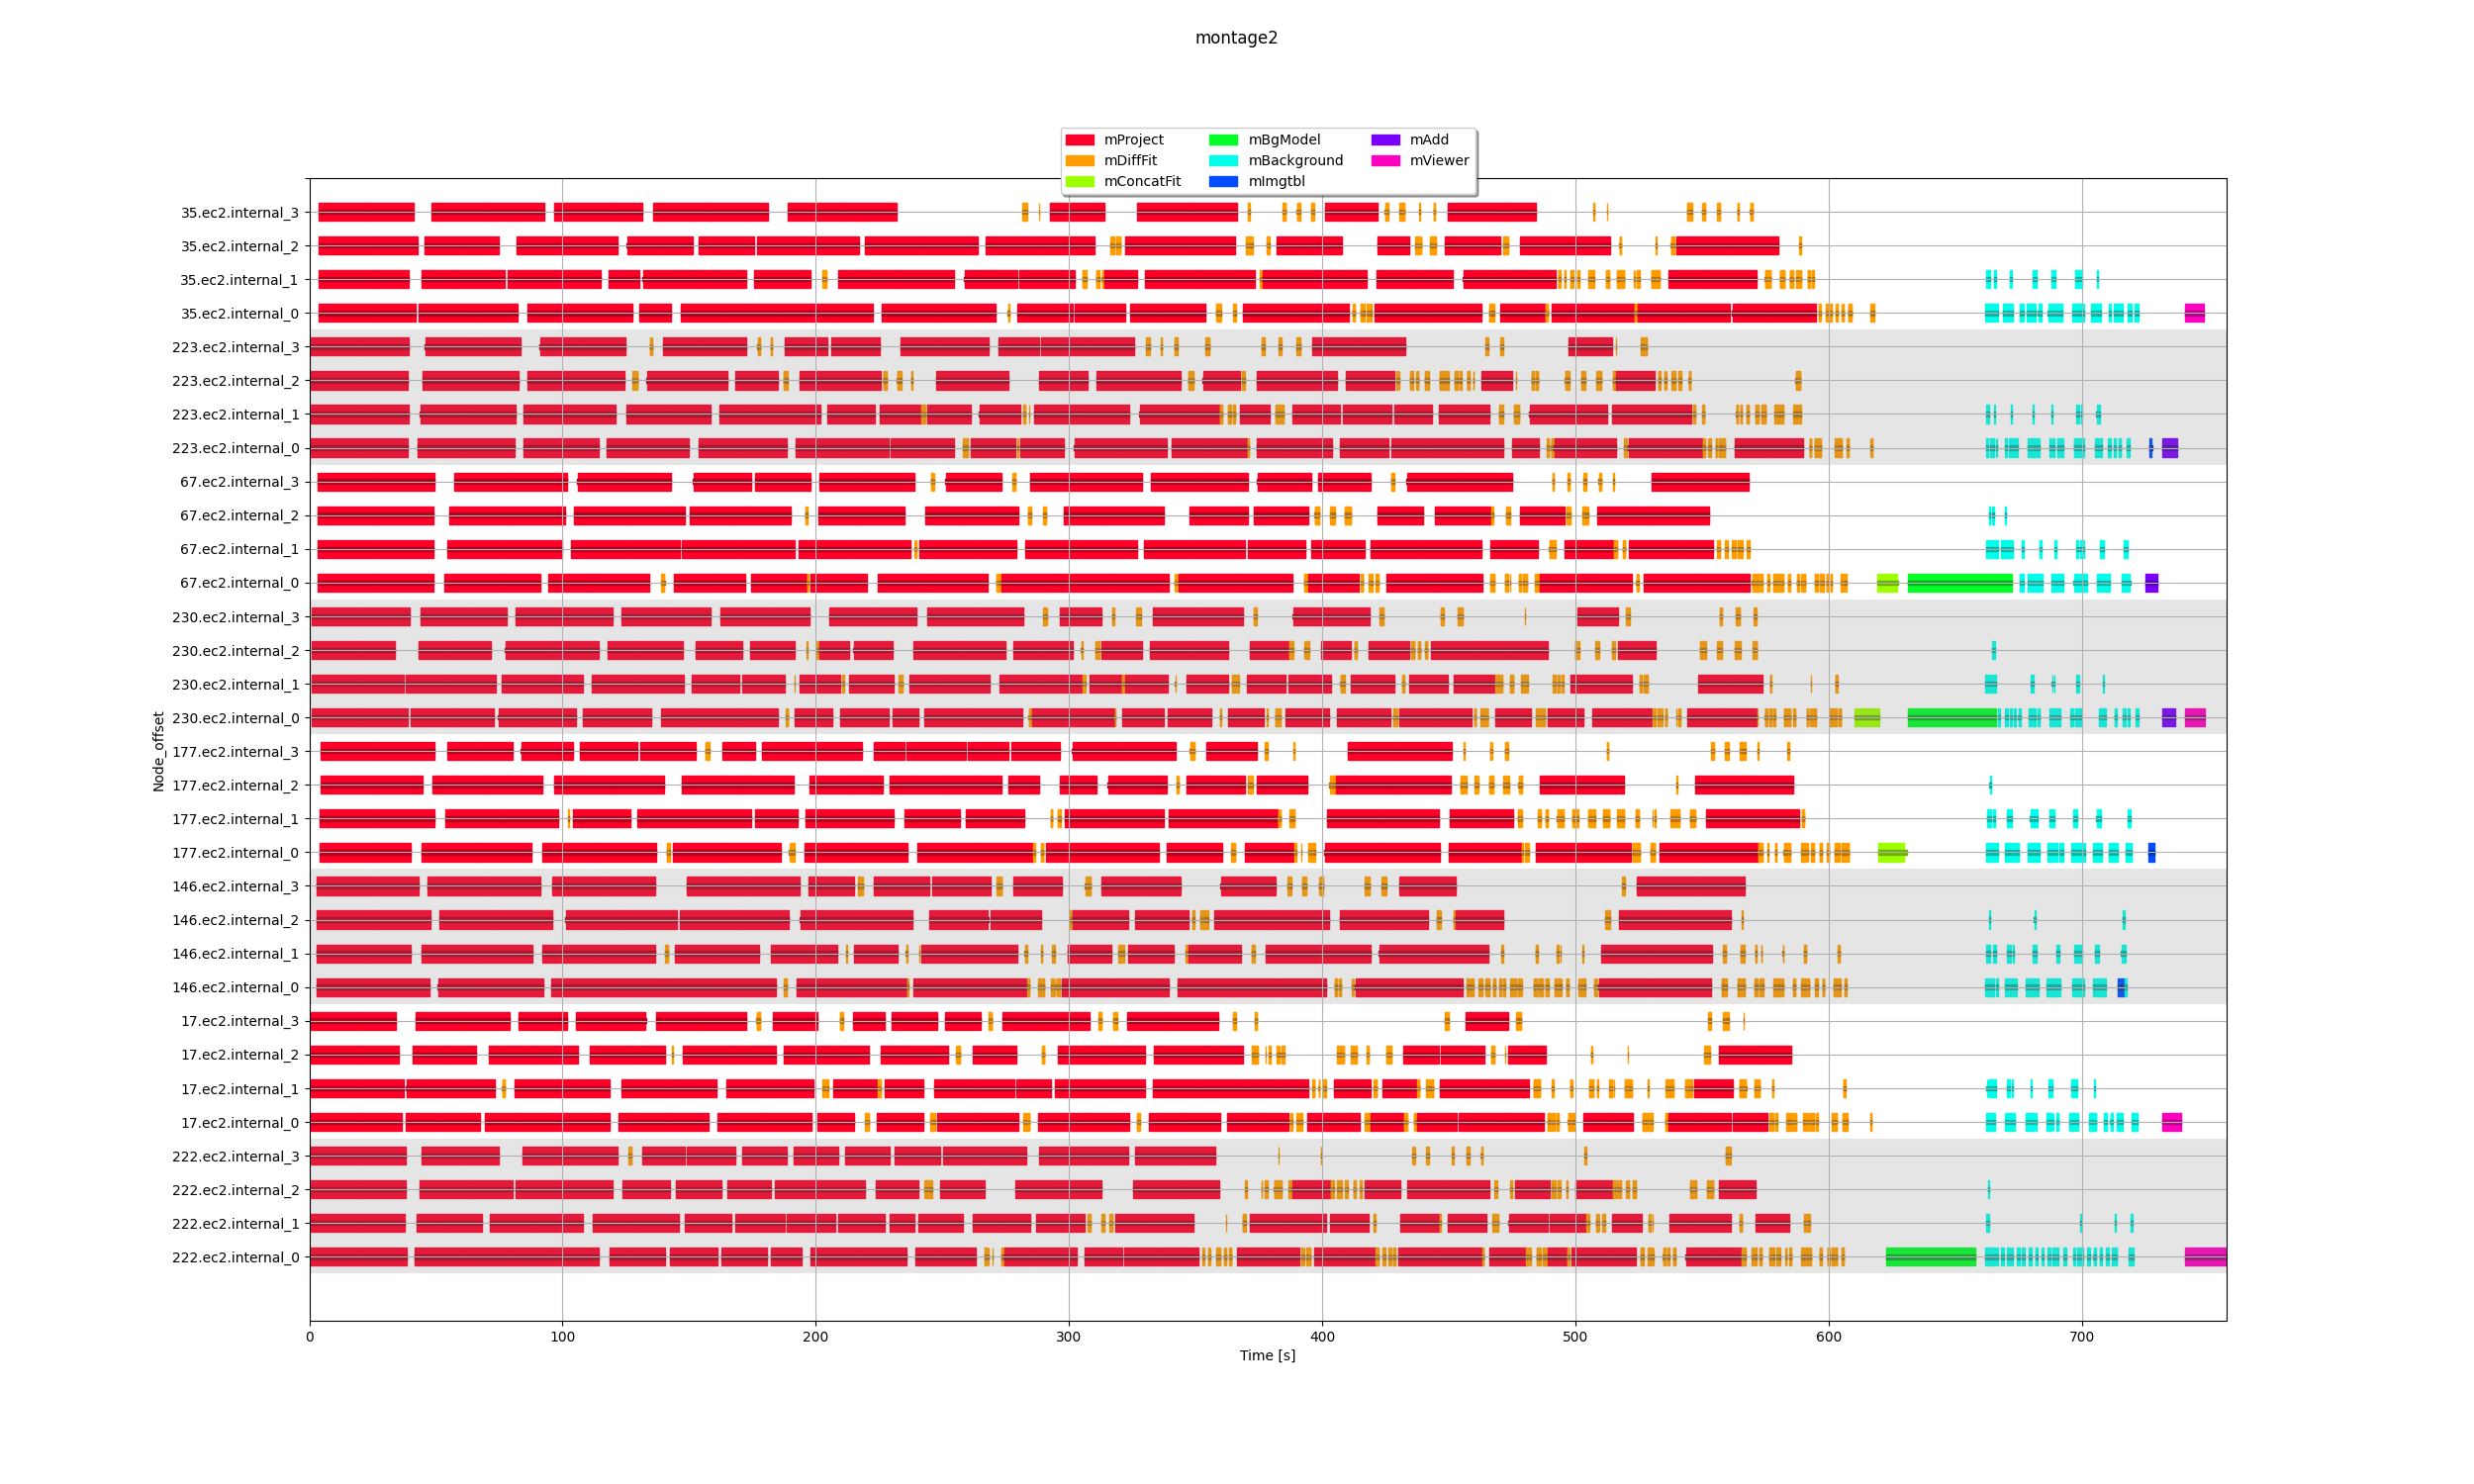 montage2
mProject mBgModel mAdd
mDiffFit mBackground mViewer
mConcatFit mImgtbl
35.ec2.internal_3
35.ec2.internal_2
35.ec2.internal_1
35.ec2.internal_0
223.ec2.internal_3
223.ec2.internal_2
223.ec2.internal_1
223.ec2.internal_0
67.ec2.internal_3
67.ec2.internal_2
67.ec2.internal_1
67.ec2.internal_0
230.ec2.internal_3
230.ec2.internal_2
230.ec2.internal_1
230.ec2.internal_0
177.ec2.internal_3
177.ec2.internal_2
177.ec2.internal_1
177.ec2.internal_0
146.ec2.internal_3
146.ec2.internal_2
146.ec2.internal_1
146.ec2.internal_0
17.ec2.internal_3
17.ec2.internal_2
17.ec2.internal_1
17.ec2.internal_0
222.ec2.internal_3
222.ec2.internal_2
222.ec2.internal_1
222.ec2.internal_0
Node_offset
0 100 200 300 400 500 600 700
Time [s]